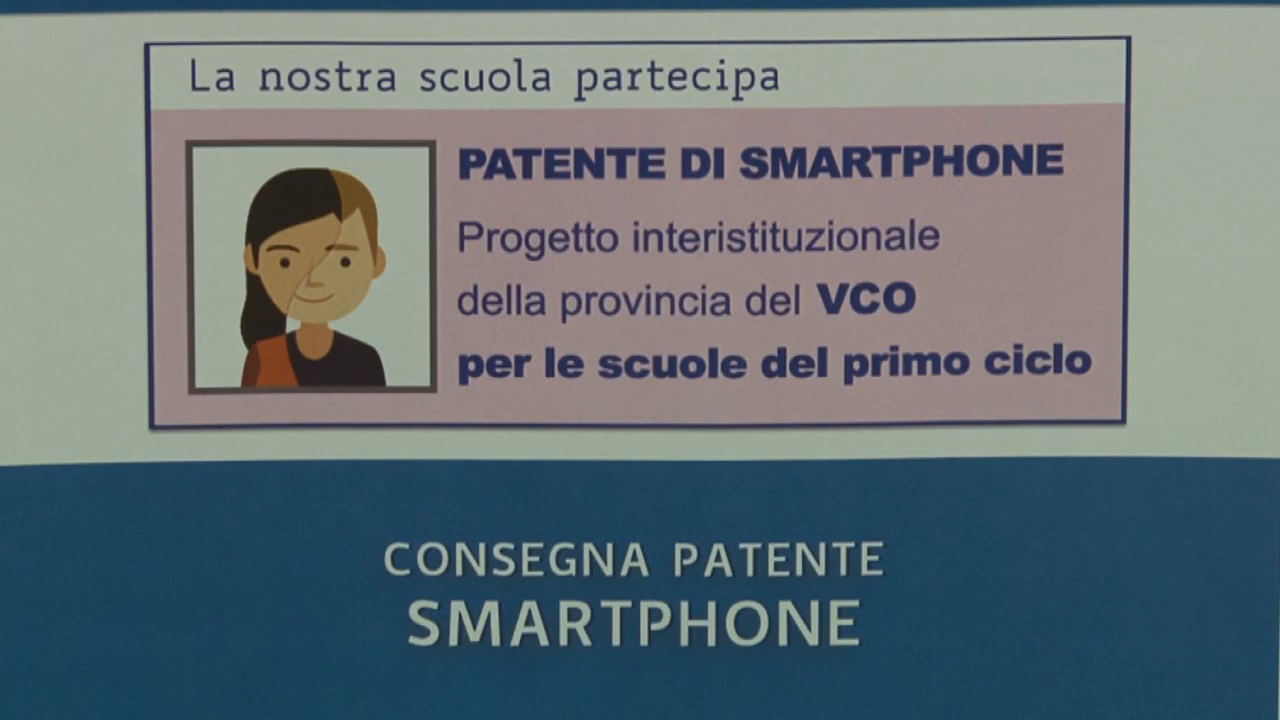 La nostra scuola partecipa
PATENTE DI SMARTPHONE
Progetto interistituzionale
della provincia del VCO
per le scuole del primo ciclo
CONSEGNA PATENTE
SMARTPHONE